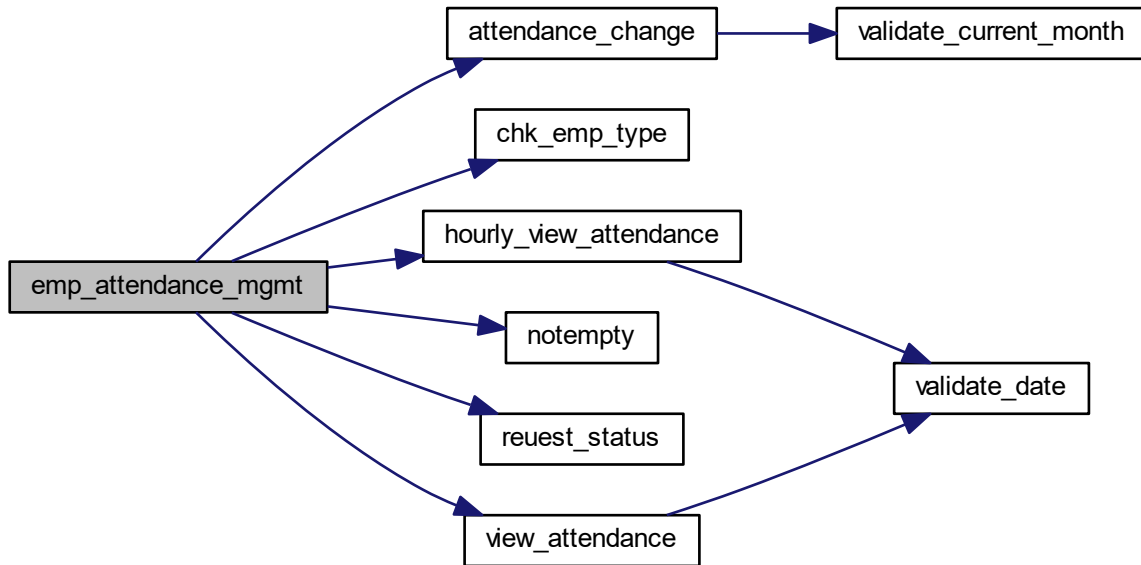 attendance_change
validate_current_month
chk_emp_type
hourly_view_attendance
emp_attendance_mgmt
notempty
validate_date
reuest_status
view_attendance